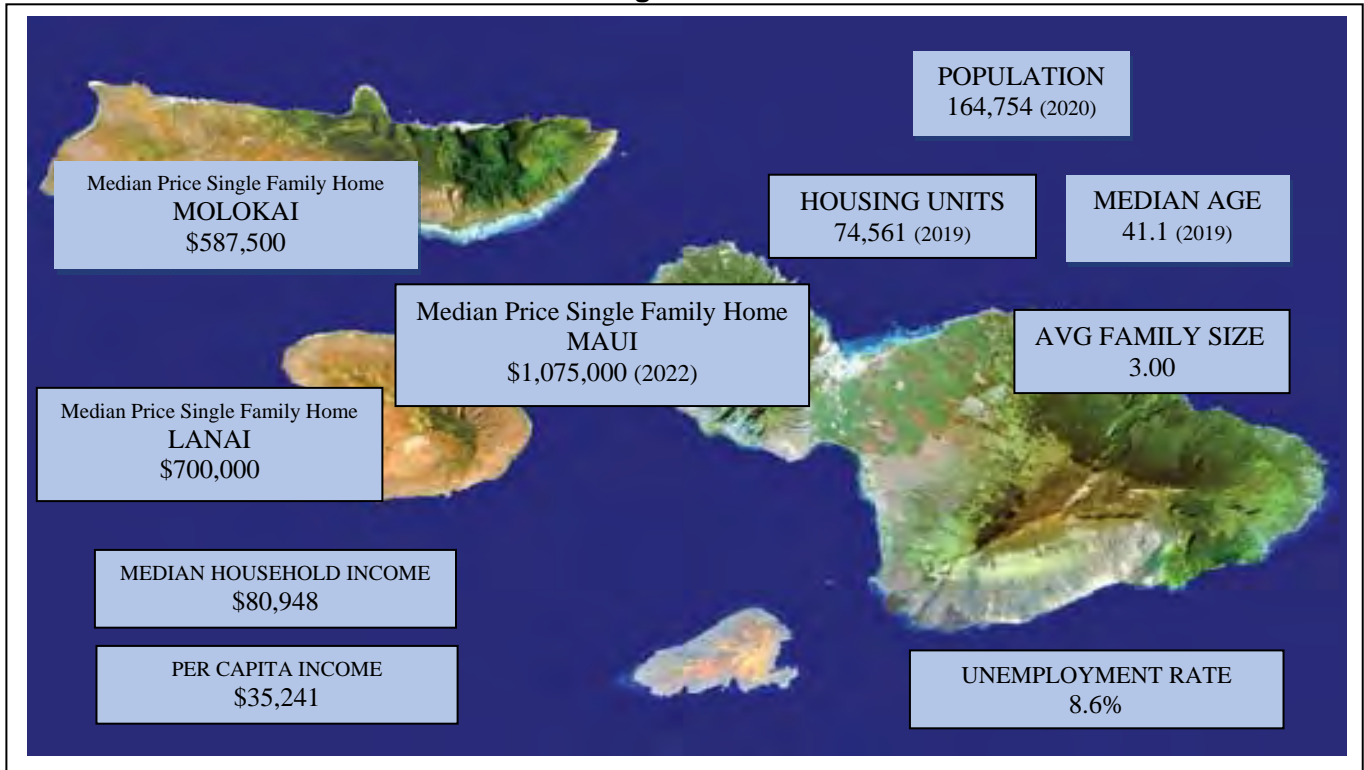 POPULATION
164,754 (2020)
Median Price Single Family Home
MOLOKAI
$587,500
HOUSING UNITS
74,561 (2019)
MEDIAN AGE
41.1 (2019)
Median Price Single Family Home
MAUI
$1,075,000 (2022)
AVG FAMILY SIZE
3.00
Median Price Single Family Home
LANAI
$700,000
MEDIAN HOUSEHOLD INCOME
$80,948
PER CAPITA INCOME
$35,241
UNEMPLOYMENT RATE
8.6%